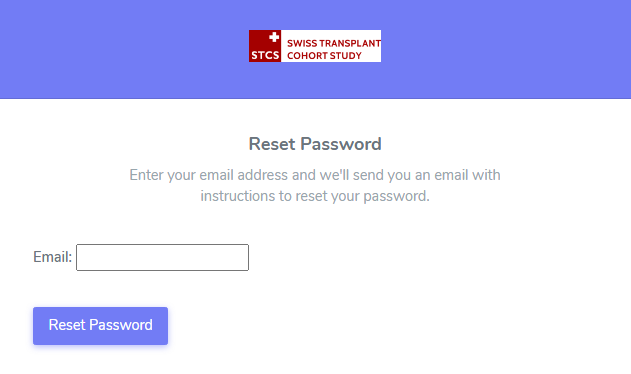 SWISS TRANSPLANT
COHORT STUDY
STCS
Reset Password
Enter your email address and we'll send you an email with
instructions to reset your password.
Email:
Reset Password